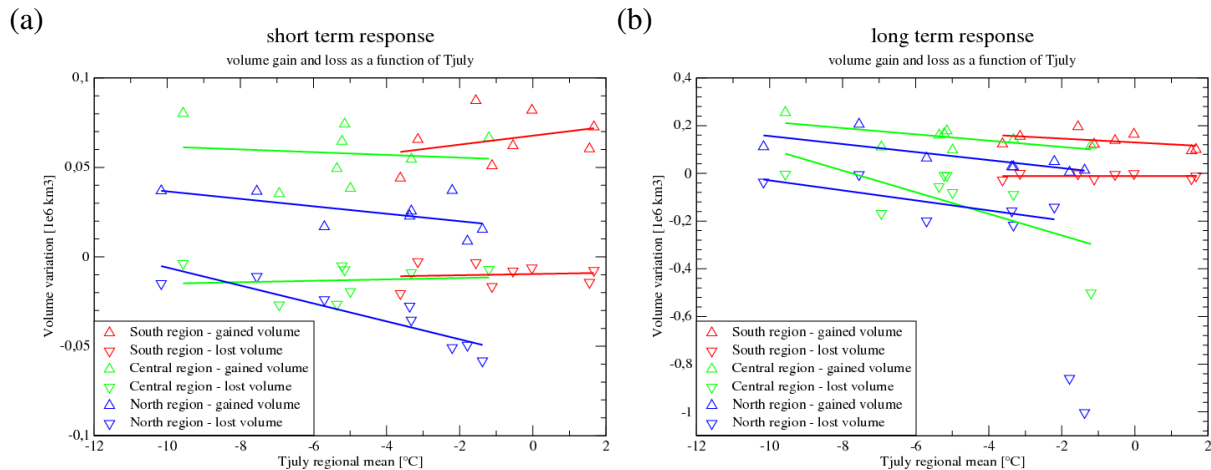 (a)
short term response
volume gain and loss as a function of Tjuly
0,1
0,05
0
-0,05
-0,1
Volume variation [1e6 km3]
South region - gained volume
South region - lost volume
Central region - gained volume
Central region - lost volume
North region - gained volume
North region - lost volume
-12 -10 -8 -6 -4 -2 0 2
Tjuly regional mean [°C]
(b)
long term response
volume gain and loss as a function of Tjuly
0,4
0,2
0
-0,2
-0,4
-0,6
-0,8
-1
Volume variation [1e6 km3]
South region - gained volume
South region - lost volume
Central region - gained volume
Central region - lost volume
North region - gained volume
North region - lost volume
-12 -10 -8 -6 -4 -2 0 2
Tjuly regional mean [°C]